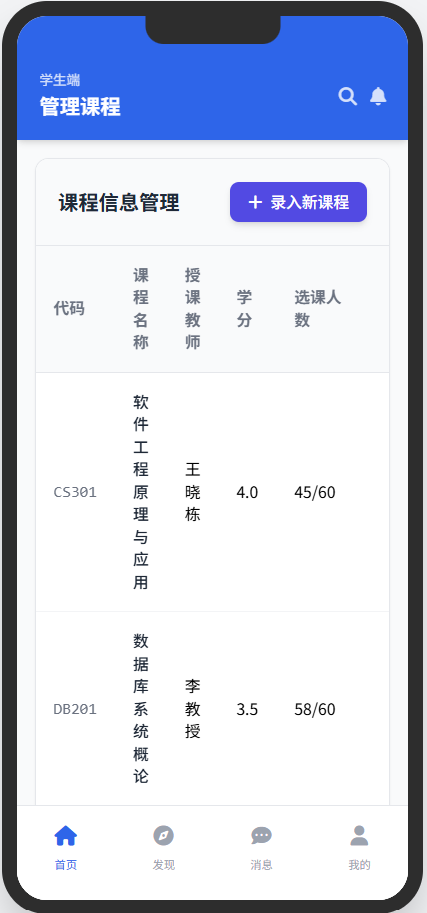 学生端
管理课程
课程信息管理
录入新课程
代码
课程名称
授课教师
学分
选课人数
CS301
软件工程原理与应用
王晓栋
4.0
45/60
DB201
数据库系统概论
李教授
3.5
58/60
首页
发现
消息
我的